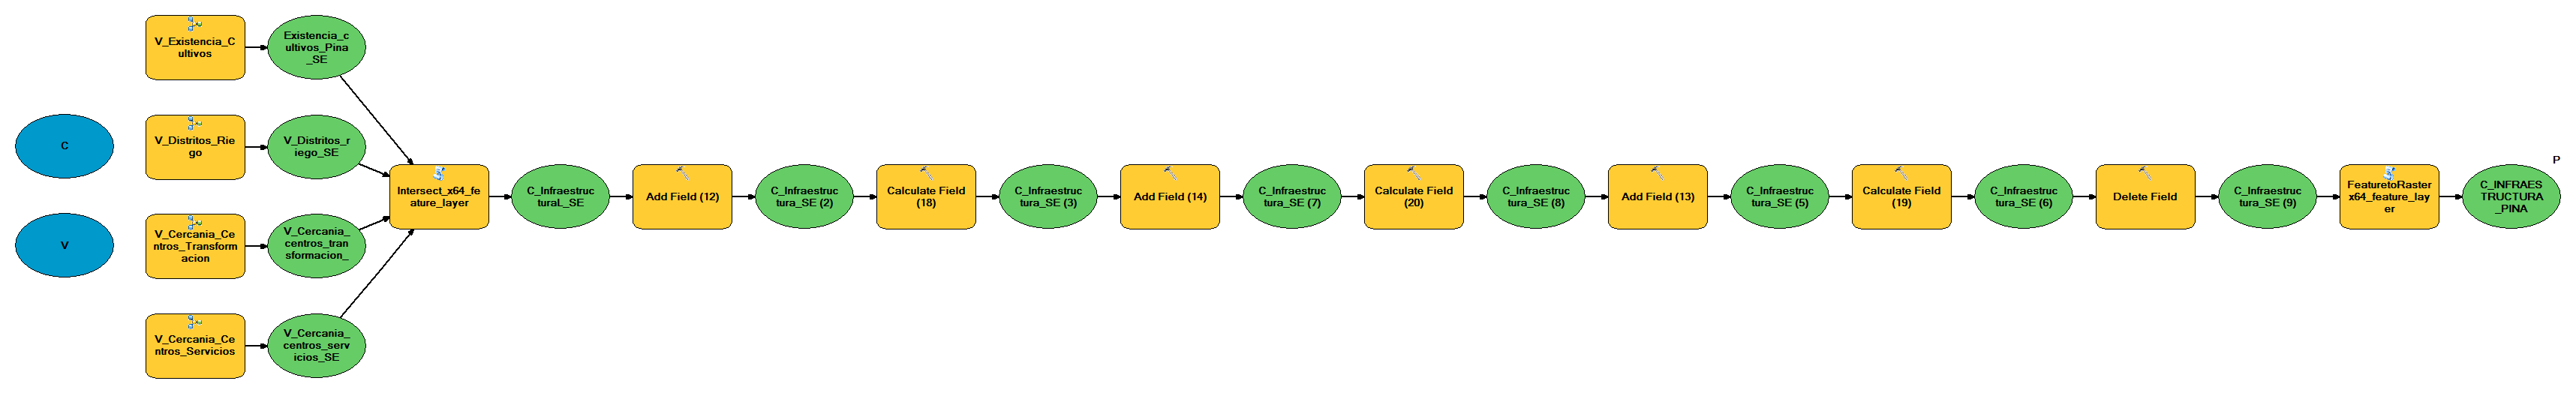 V_Existencia_C
ultivos
Existencia_c
ultivos_Pina
_SE
C
V_Distritos_Rie
go
V_Distritos_r
iego_SE
V
V_Cercania_Ce
ntros_Transform
acion
V_Cercania_
centros_tran
sformacion_
V_Cercania_Ce
ntros_Servicios
V_Cercania_
centros_serv
icios_SE
Intersect_x64_fe
ature_layer
C_Infraestruc
turaL_SE
Add Field (12)
C_Infraestruc
tura_SE (2)
Calculate Field
(18)
C_Infraestruc
tura_SE (3)
Add Field (14)
C_Infraestruc
tura_SE (7)
Calculate Field
(20)
C_Infraestruc
tura_SE (8)
Add Field (13)
C_Infraestruc
tura_SE (5)
Calculate Field
(19)
C_Infraestruc
tura_SE (6)
Delete Field
C_Infraestruc
tura_SE (9)
FeaturetoRaster
x64_feature_lay
er
P
C_INFRAES
TRUCTURA
_PINA